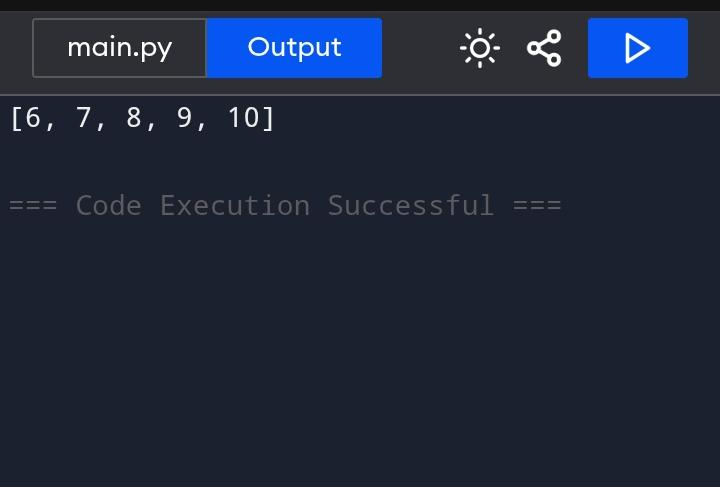 main.py Output
[6, 7, 8, 9, 10]
=== Code Execution Successful ===